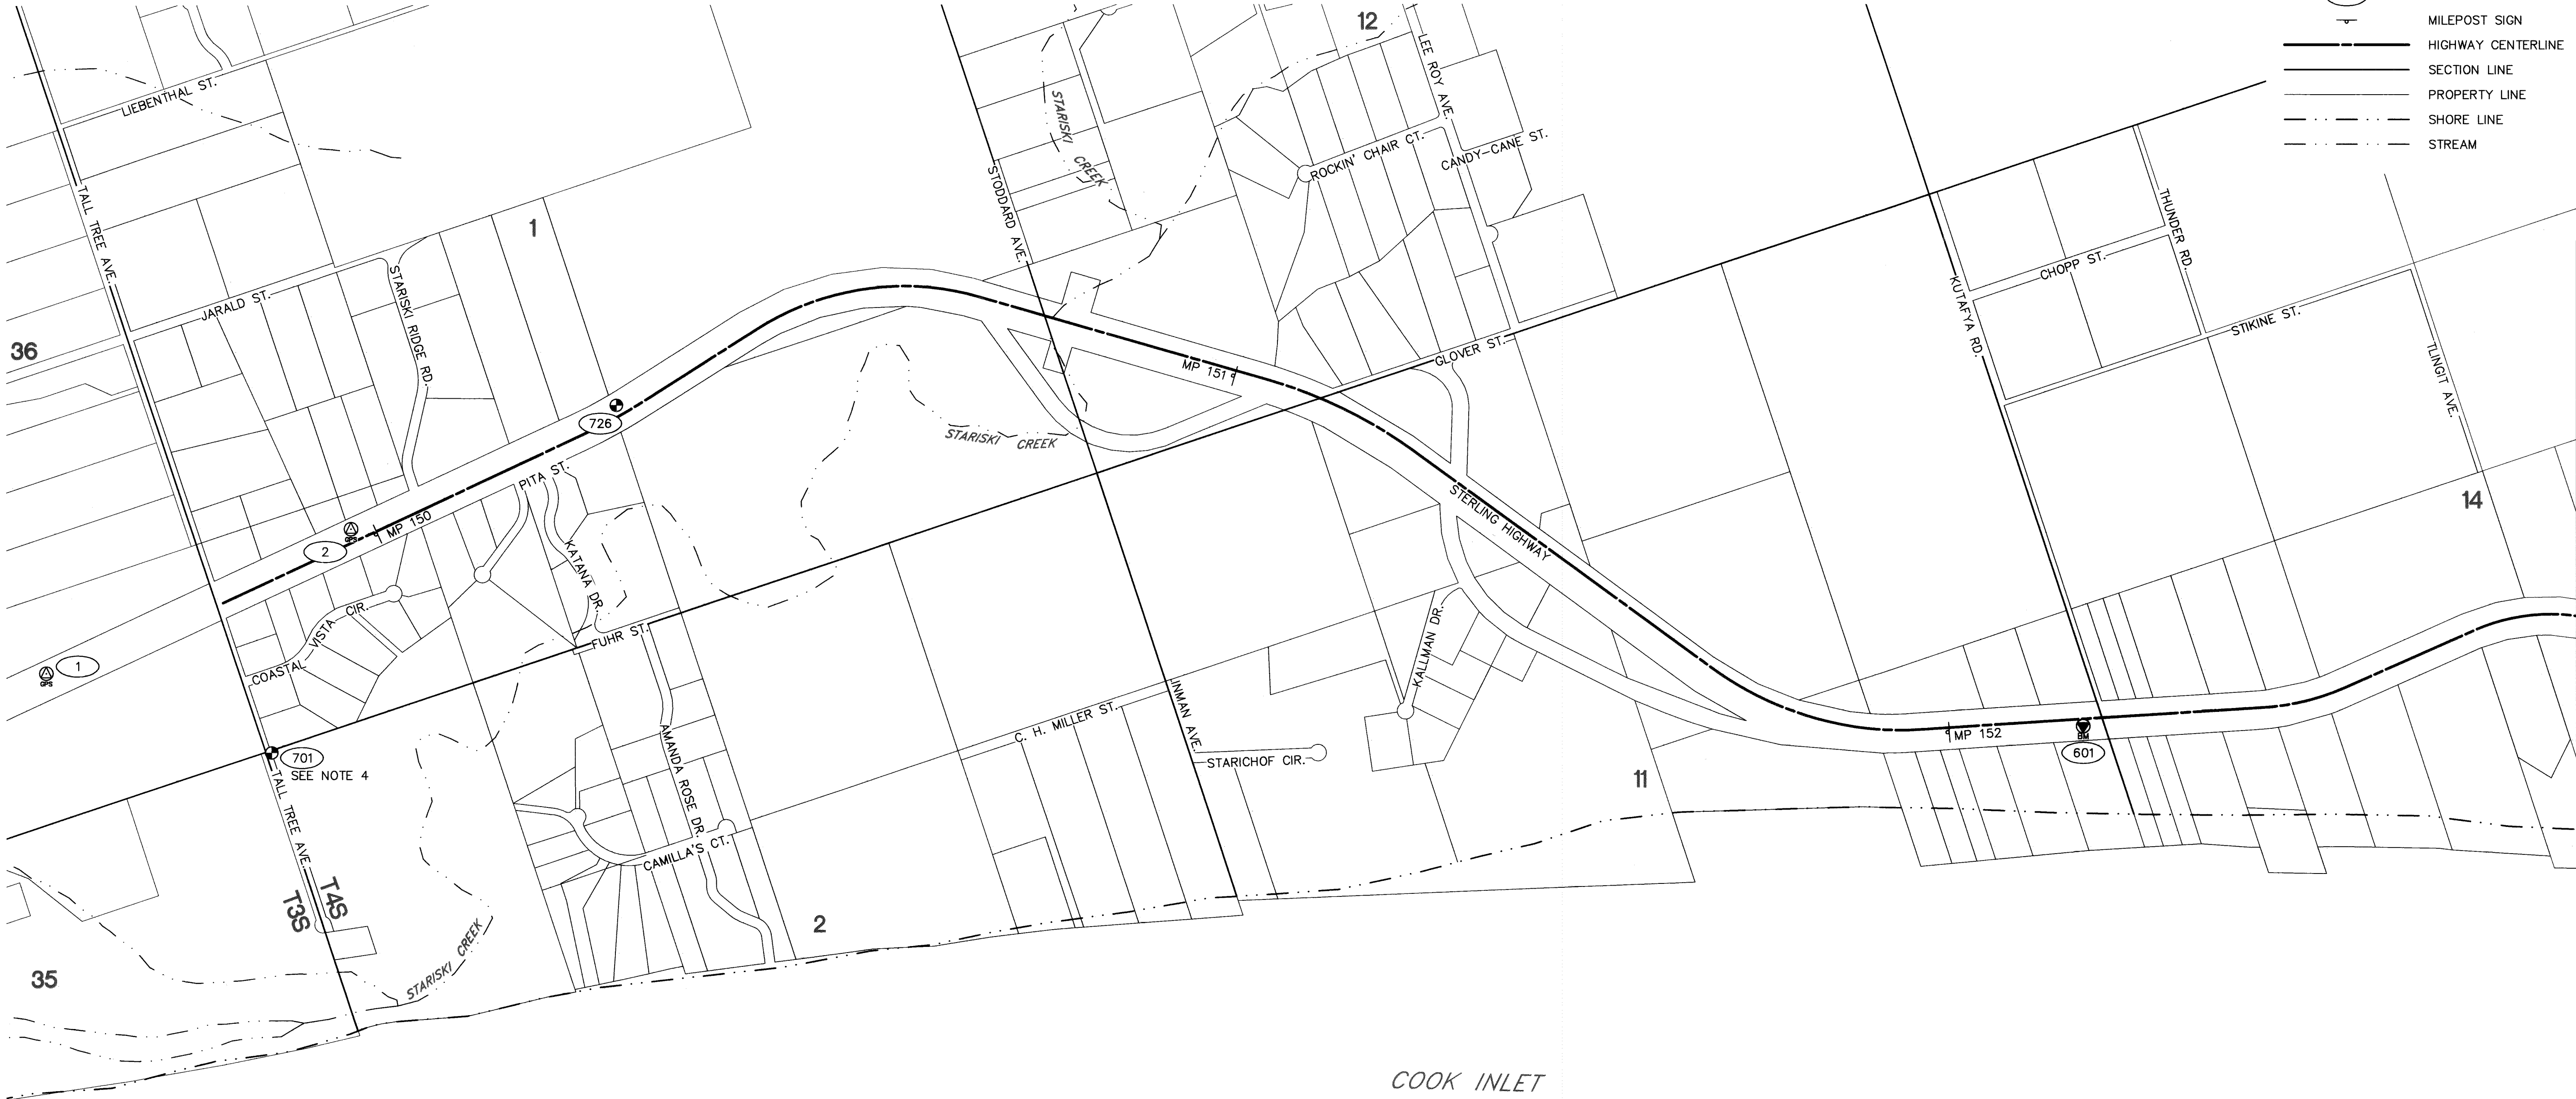 12
MILEPOST SIGN
HIGHWAY CENTERLINE
SECTION LINE
PROPERTY LINE
SHORE LINE
STREAM
LIEBENTHAL ST.
TALL TREE AVE.
STARISKI CREEK
STODDARD AVE.
LEE ROY AVE.
ROCKIN' CHAIR CT.
CANDY-CANE ST.
1
JARALD ST.
STARISKI RIDGE RD.
36
THUNDER RD.
CHOPP ST.
KUTAFYA RD.
STIKINE ST.
TLINGIT AVE.
GLOVER ST.
MP 151
726
STARISKI CREEK
PITA ST.
MP 150
GPS
2
KATANA DR.
STERLING HIGHWAY
14
COASTAL VISTA CIR.
FUHR ST.
1
GPS
KALLMAN DR.
C. H. MILLER ST.
INMAN AVE.
STARICHOF CIR.
MP 152
BM
601
11
701
SEE NOTE 4
TALL TREE AVE.
AMANDA ROSE DR.
CAMILLA'S CT.
T3S
T4S
2
STARISKI CREEK
35
COOK INLET